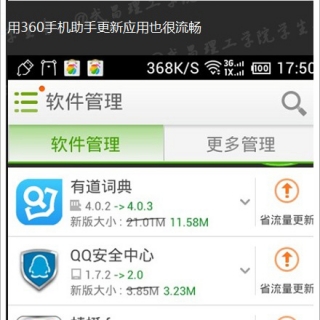 用360手机助手更新应用也很流畅
368K/S 3G 1X 100 17:50
软件管理
软件管理 更多管理
有道词典
4.0.2 -> 4.0.3
新版大小：21.01M 11.58M
省流量更新
QQ安全中心
1.7.2 -> 2.0
新版大小：3.85M 3.23M
省流量更新